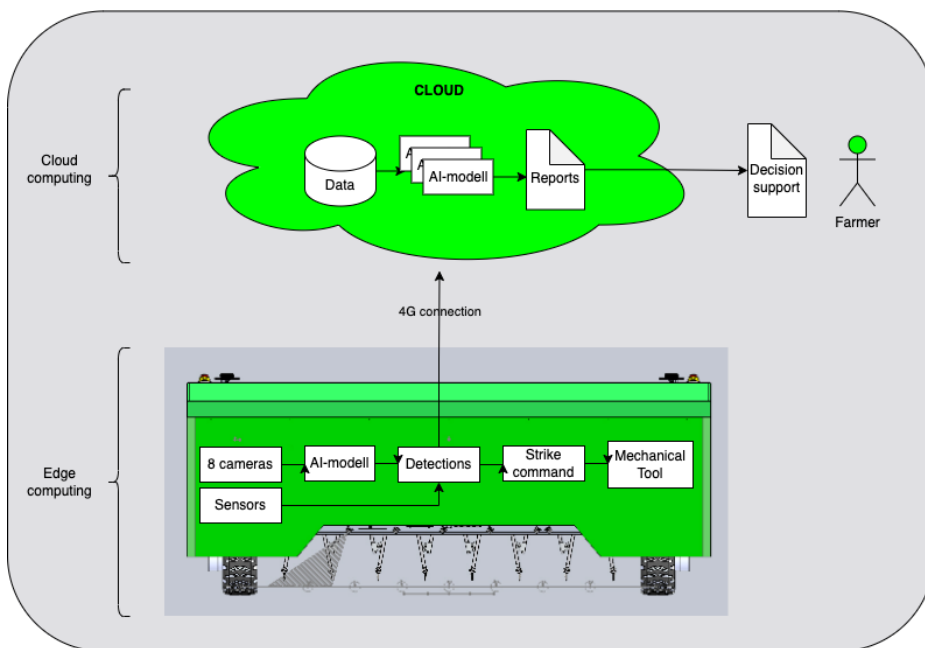 CLOUD
Cloud
computing
Data
A
A
AI-modell
Reports
Decision
support
Farmer
4G connection
Edge
computing
8 cameras
AI-modell
Detections
Strike
command
Mechanical
Tool
Sensors